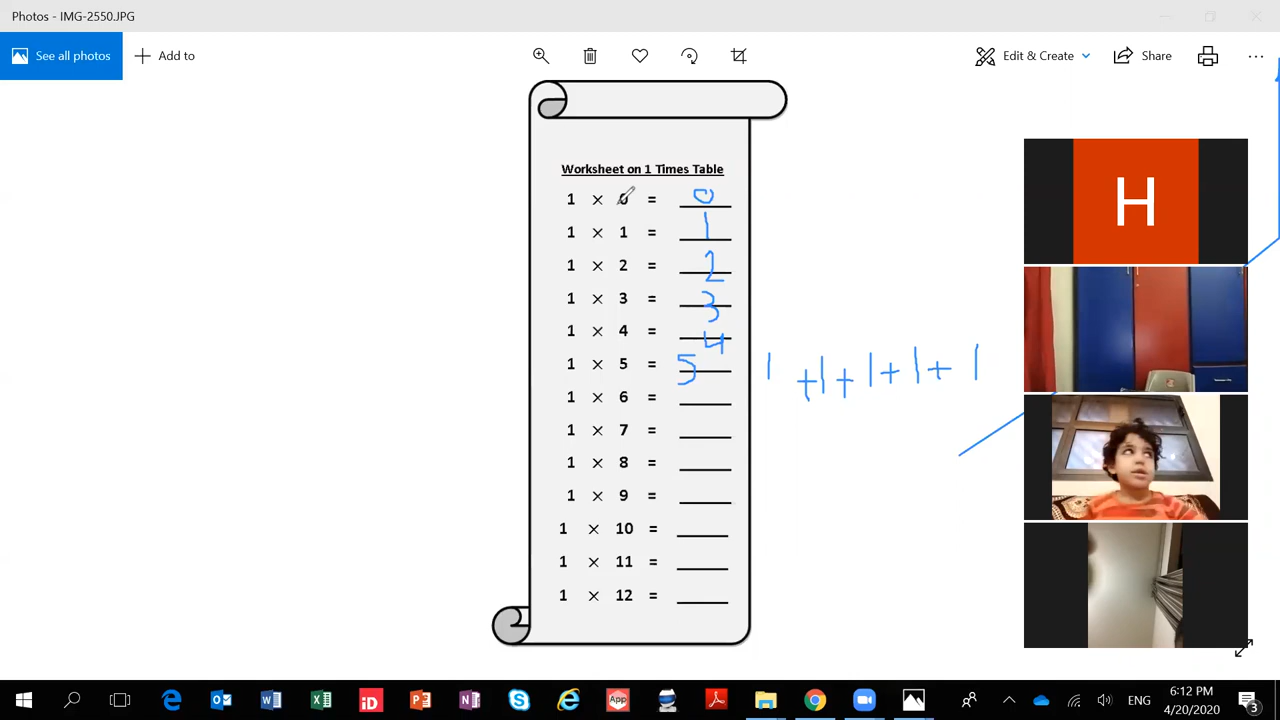 Photos - IMG-2550.JPG
See all photos
Add to
Edit & Create
Share
Worksheet on 1 Times Table
1 × 0 = 0
1 × 1 = 1
1 × 2 = 2
1 × 3 = 3
1 × 4 = 4
1 × 5 = 5 1 +1+1+1+1
1 × 6 =
1 × 7 =
1 × 8 =
1 × 9 =
1 × 10 =
1 × 11 =
1 × 12 =
H
iD
App
ENG
6:12 PM
4/20/2020
3